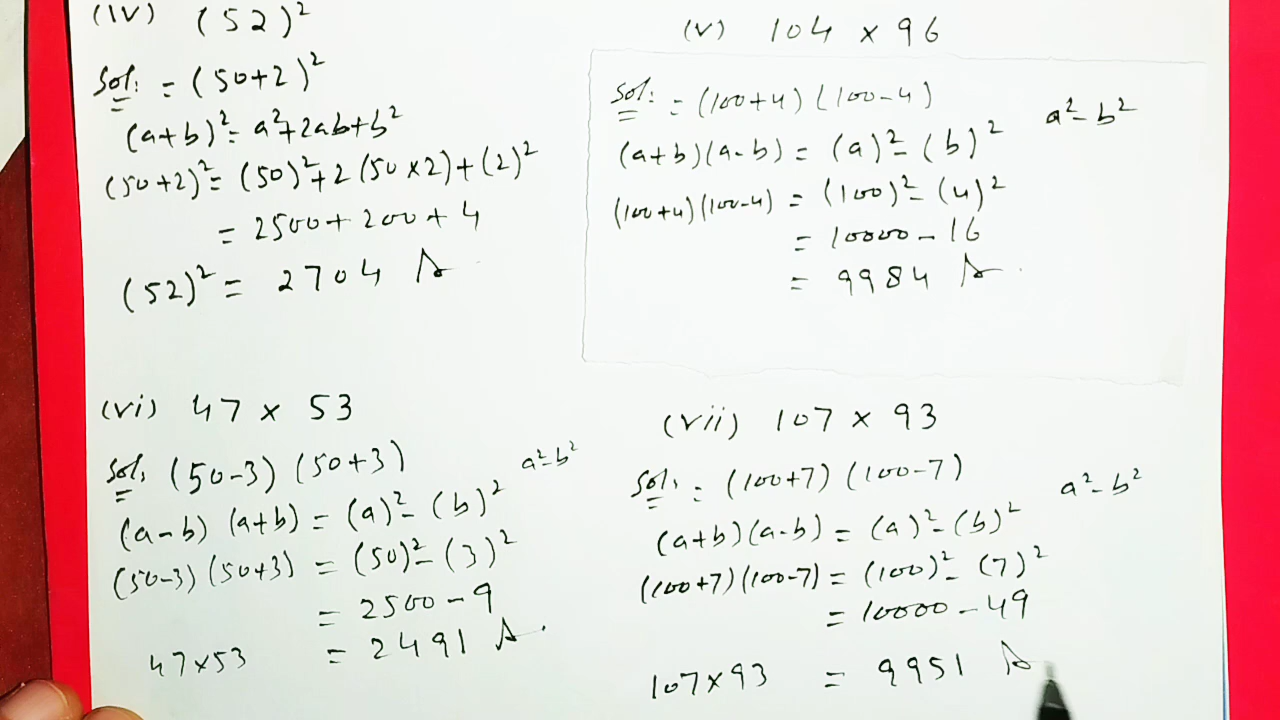 (iv) (52)²
Sol: = (50+2)²
(a+b)² = a²+2ab+b²
(50+2)² = (50)²+2(50×2)+(2)²
= 2500+200+4
(52)² = 2704 A
(v) 104 × 96
Sol: = (100+4)(100-4)
a²-b²
(a+b)(a-b) = (a)²-(b)²
(100+4)(100-4) = (100)²-(4)²
= 10000-16
= 9984 A
(vi) 47 × 53
Sol: (50-3)(50+3)
a²-b²
(a-b)(a+b) = (a)²-(b)²
(50-3)(50+3) = (50)²-(3)²
= 2500-9
47×53 = 2491 A
(vii) 107 × 93
Sol: = (100+7)(100-7)
a²-b²
(a+b)(a-b) = (a)²-(b)²
(100+7)(100-7) = (100)²-(7)²
= 10000-49
107×93 = 9951 A